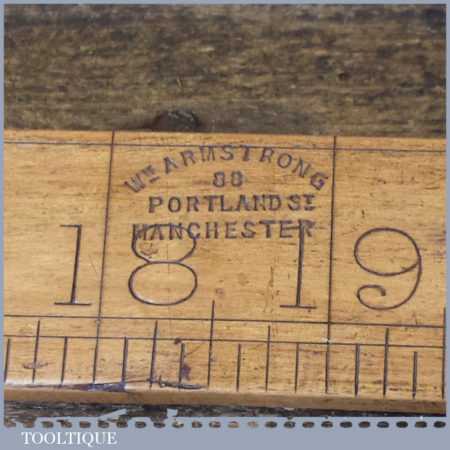 Wm ARMSTRONG
88
PORTLAND St
MANCHESTER
18 19
TOOLTIQUE